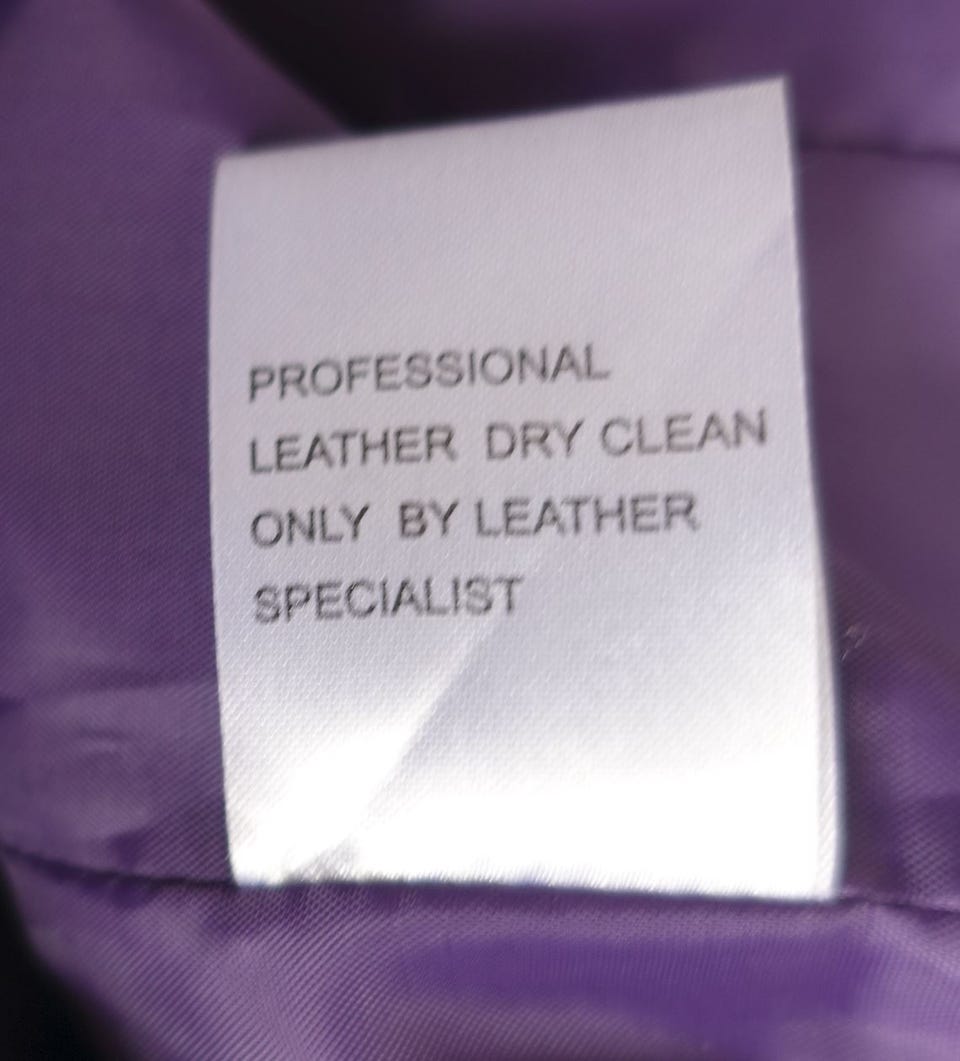 PROFESSIONAL
LEATHER DRY CLEAN
ONLY BY LEATHER
SPECIALIST